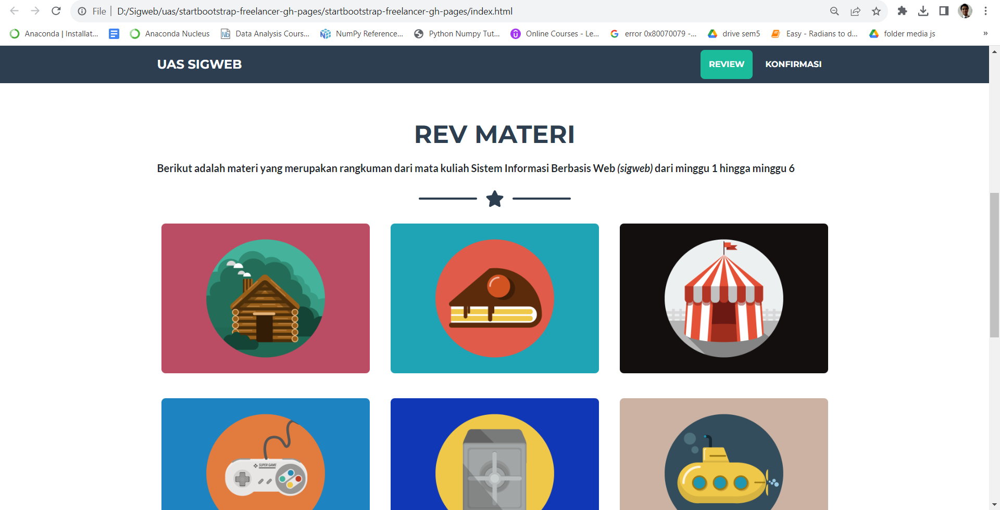 File D:/Sigweb/uas/startbootstrap-freelancer-gh-pages/startbootstrap-freelancer-gh-pages/index.html
Anaconda | Installat... Anaconda Nucleus Nb Data Analysis Cours... NumPy Reference... Python Numpy Tut... Online Courses - Le... error 0x80070079 -... drive sem5 Easy - Radians to d... folder media js »
UAS SIGWEB REVIEW KONFIRMASI
REV MATERI
Berikut adalah materi yang merupakan rangkuman dari mata kuliah Sistem Informasi Berbasis Web (sigweb) dari minggu 1 hingga minggu 6
SUPER GAME